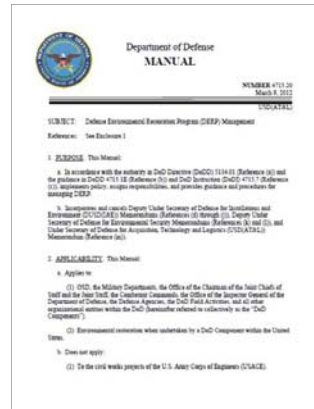 Department of Defense
MANUAL
NUMBER 4715.20
March 9, 2012
USD(AT&L)
SUBJECT: Defense Environmental Restoration Program (DERP) Management
References: See Enclosure 1
1. PURPOSE. This Manual:
a. In accordance with the authority in DoD Directive (DoDD) 5134.01 (Reference (a)) and
the guidance in DoDD 4715.1E (Reference (b)) and DoD Instruction (DoDI) 4715.7 (Reference
(c)), implements policy, assigns responsibilities, and provides guidance and procedures for
managing DERP.
b. Incorporates and cancels Deputy Under Secretary of Defense for Installations and
Environment (DUSD(I&E)) Memorandums (References (d) through (j)), Deputy Under
Secretary of Defense for Environmental Security Memorandums (References (k) and (l)), and
Under Secretary of Defense for Acquisition, Technology and Logistics (USD(AT&L))
Memorandum (Reference (m)).
2. APPLICABILITY. This Manual:
a. Applies to:
(1) OSD, the Military Departments, the Office of the Chairman of the Joint Chiefs of
Staff and the Joint Staff, the Combatant Commands, the Office of the Inspector General of the
Department of Defense, the Defense Agencies, the DoD Field Activities, and all other
organizational entities within the DoD (hereinafter referred to collectively as the "DoD
Components").
(2) Environmental restoration when undertaken by a DoD Component within the United
States.
b. Does not apply:
(1) To the civil works projects of the U.S. Army Corps of Engineers (USACE).